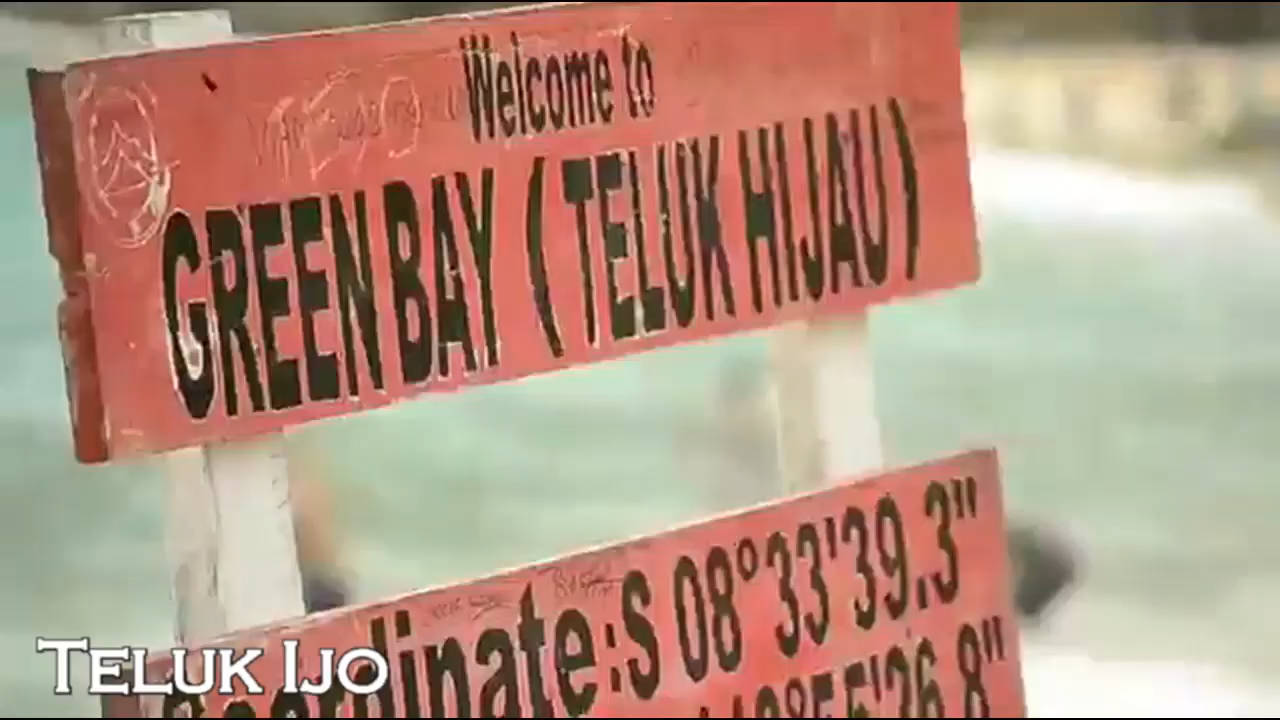 Welcome to
GREEN BAY ( TELUK HIJAU )
Coordinate:S 08°33'39.3"
TELUK IJO